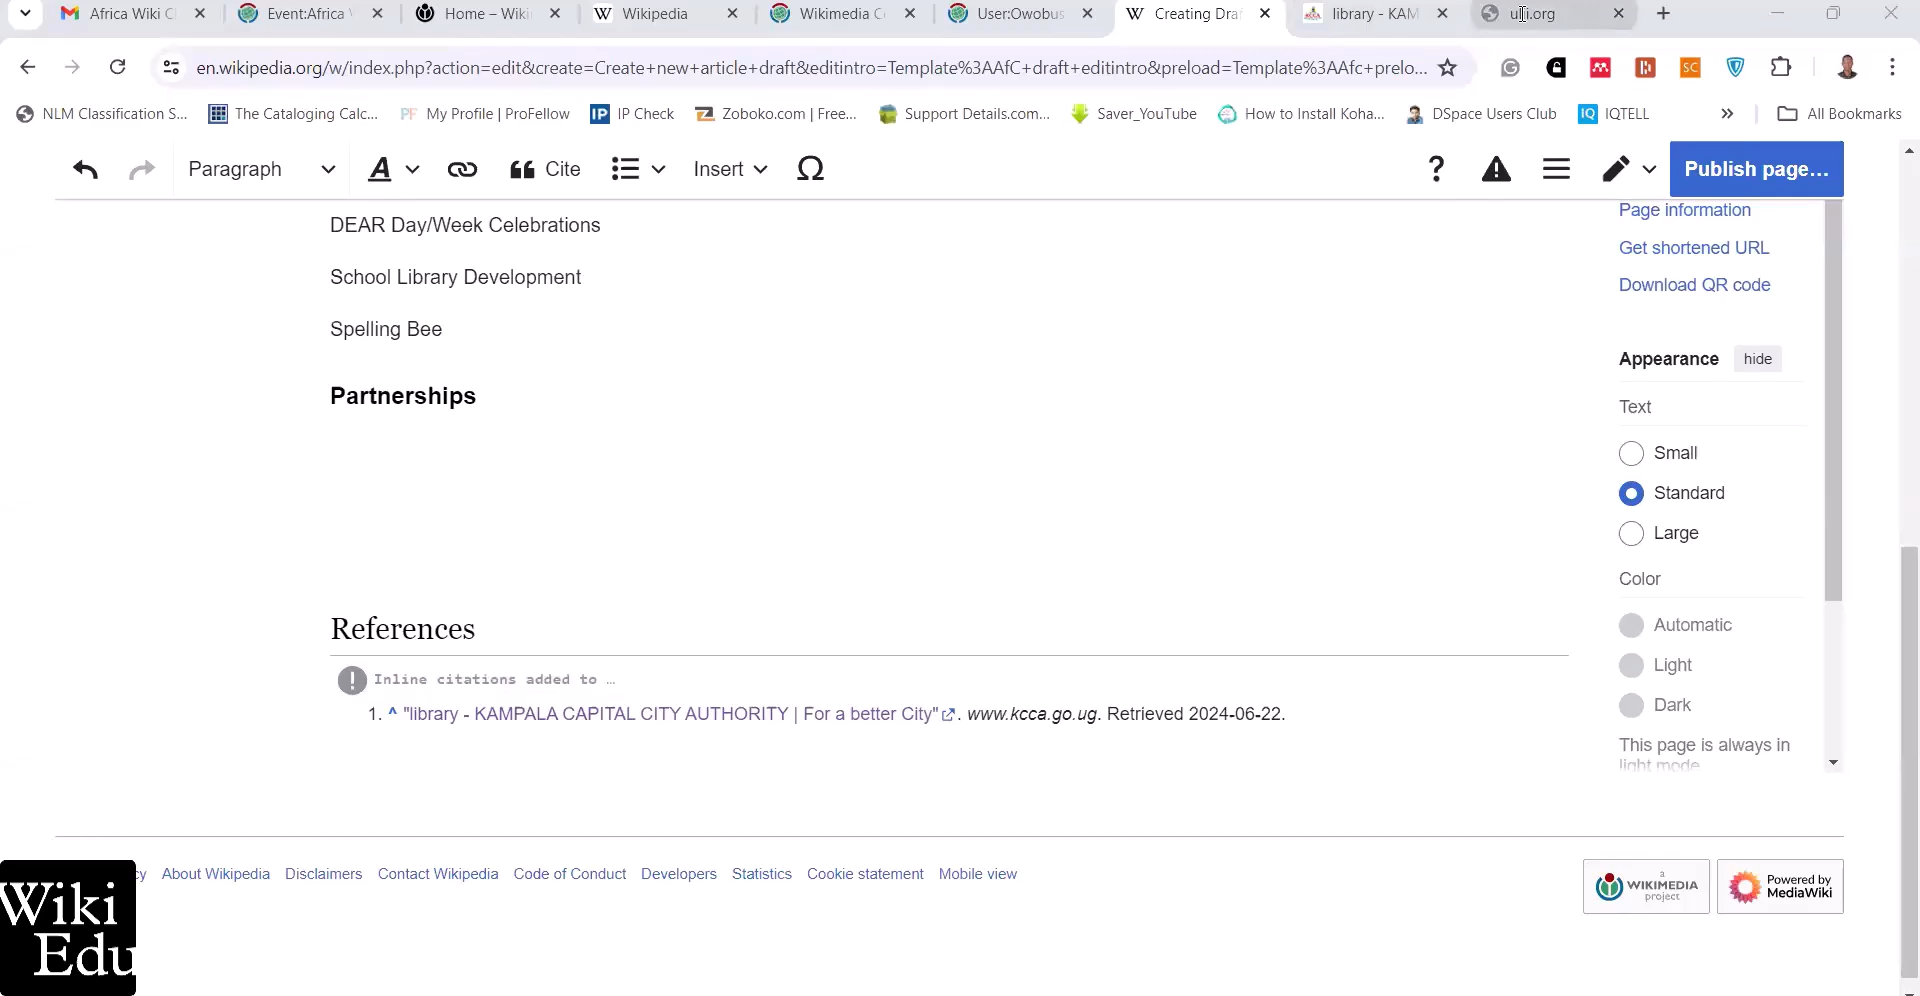 Africa Wiki C
Event:Africa
Home – Wiki
Wikipedia
Wikimedia C
User:Owobus
Creating Dra
library - KAM
en.wikipedia.org/w/index.php?action=edit&create=Create+new+article+draft&editintro=Template%3AAfC+draft+editintro&preload=Template%3AAfc+prelo...
NLM Classification S...
The Cataloging Calc...
PF My Profile | ProFellow
IP IP Check
Zoboko.com | Free...
Support Details.com...
Saver_YouTube
How to Install Koha...
DSpace Users Club
IQ IQTELL
»
All Bookmarks
Paragraph
A
Cite
Insert
Ω
?
Publish page...
DEAR Day/Week Celebrations
School Library Development
Spelling Bee
Partnerships
References
Inline citations added to …
1. ^ "library - KAMPALA CAPITAL CITY AUTHORITY | For a better City". www.kcca.go.ug. Retrieved 2024-06-22.
Page information
Get shortened URL
Download QR code
Appearance hide
Text
Small
Standard
Large
Color
Automatic
Light
Dark
This page is always in
light mode
cy About Wikipedia Disclaimers Contact Wikipedia Code of Conduct Developers Statistics Cookie statement Mobile view
a
WIKIMEDIA
project
Powered by
MediaWiki
Wiki
Edu